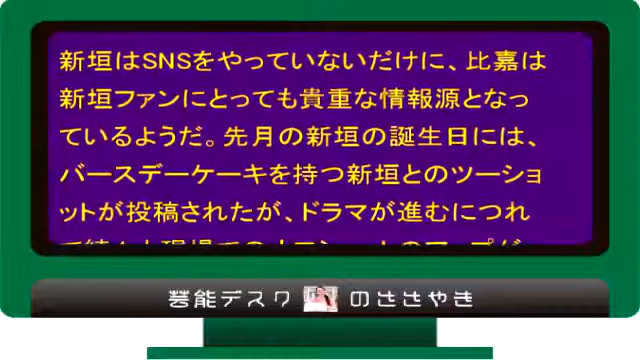 新垣はSNSをやっていないだけに、比嘉は
新垣ファンにとっても貴重な情報源となっ
ているようだ。先月の新垣の誕生日には、
バースデーケーキを持つ新垣とのツーショ
ットが投稿されたが、ドラマが進むにつれ
芸能デスク のささやき